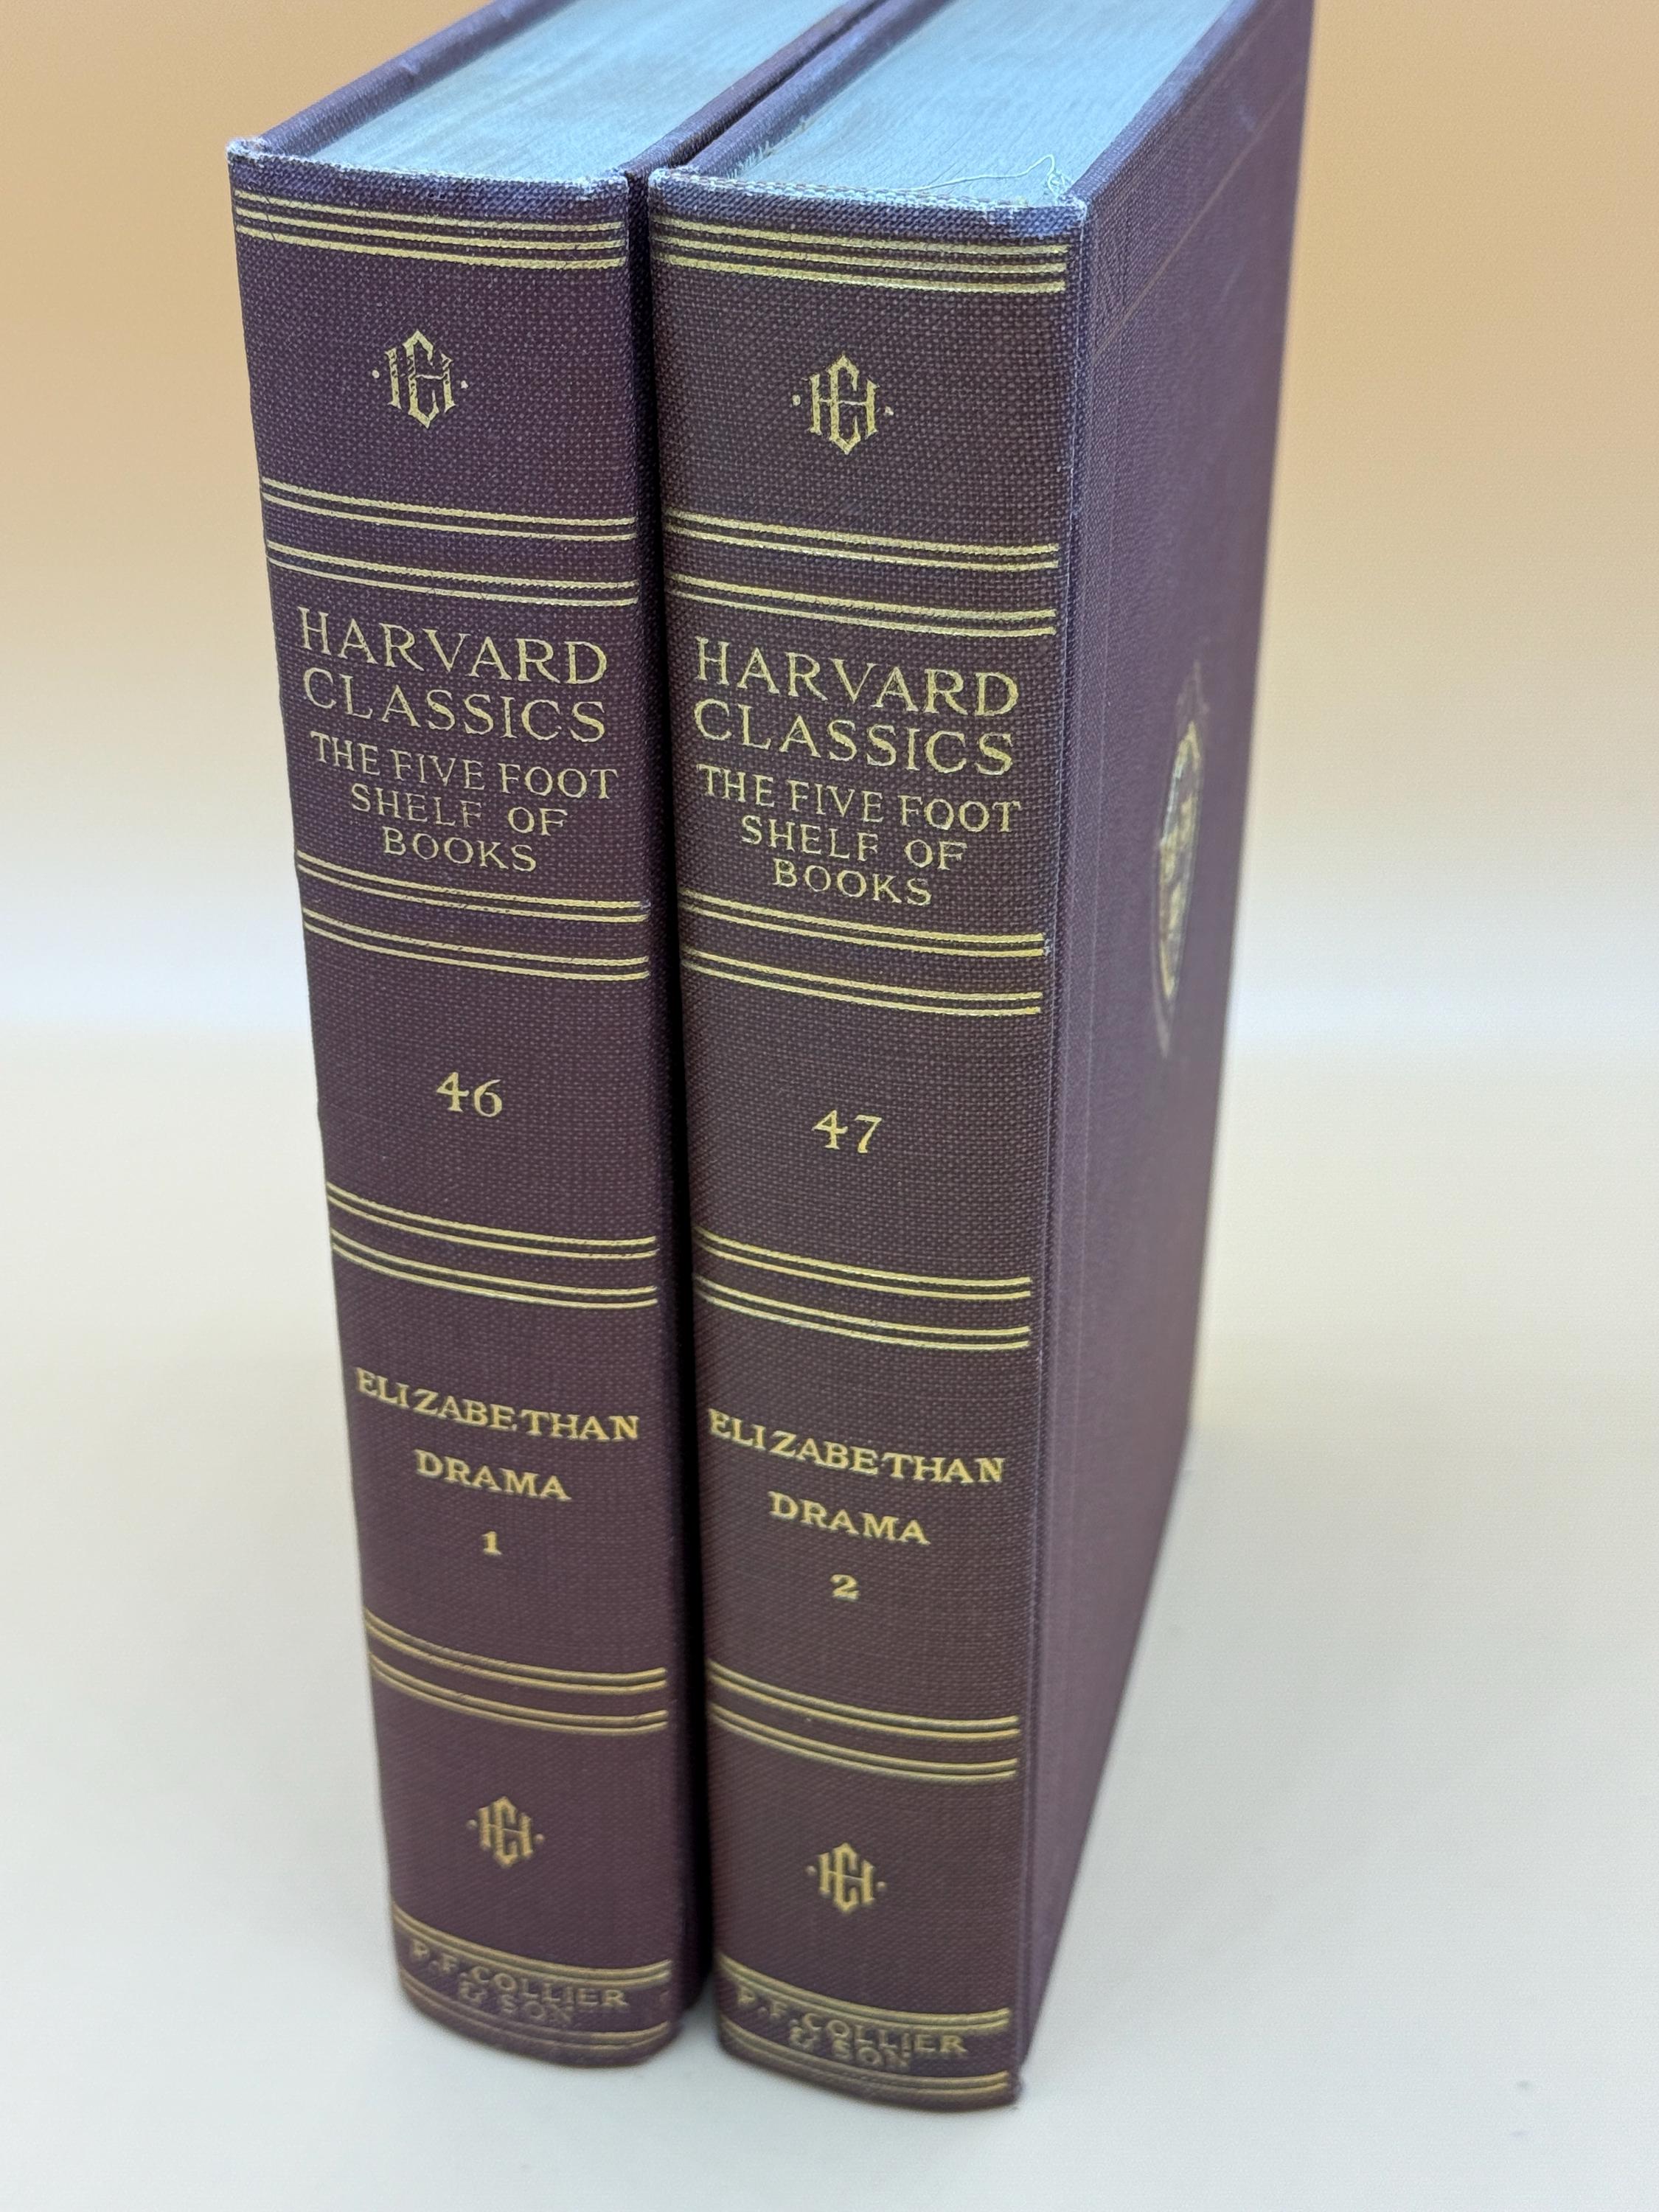 HC
HARVARD
CLASSICS
THE FIVE FOOT
SHELF OF
BOOKS
46
ELIZABETHAN
DRAMA
1
HC
P.F. COLLIER
& SON
HC
HARVARD
CLASSICS
THE FIVE FOOT
SHELF OF
BOOKS
47
ELIZABETHAN
DRAMA
2
HC
P.F. COLLIER
& SON